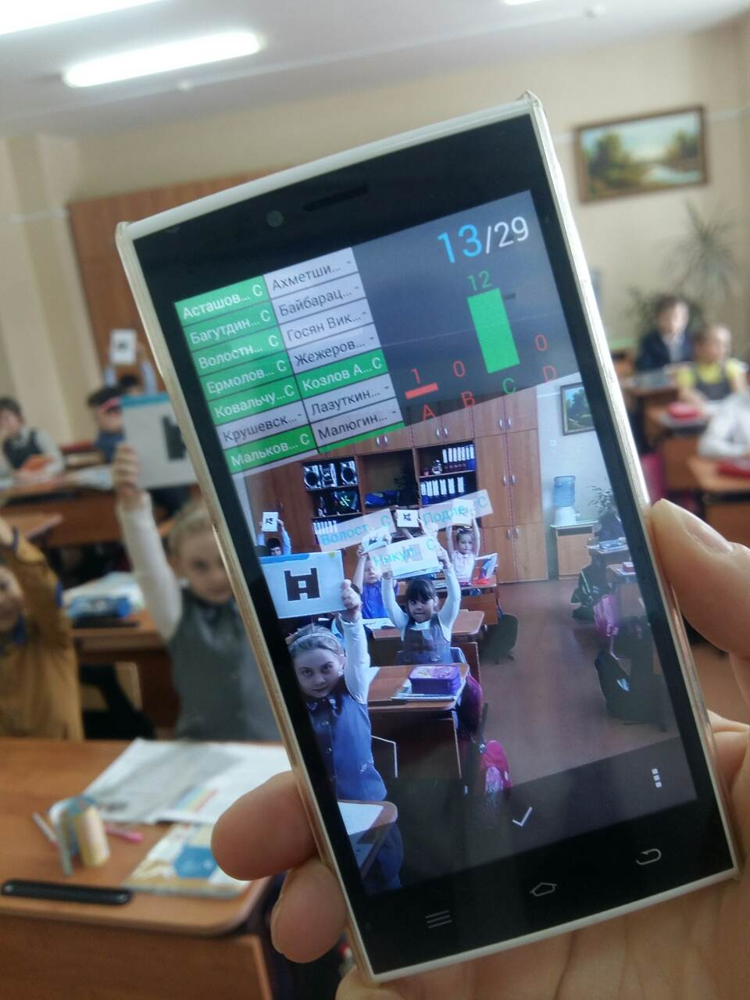 13/29
Асташов... C
Ахметши... -
Багутдин... C
Байбарац... -
Волостн... C
Госян Вик... -
Ермолов... C
Жежеров... -
Ковальчу... C
Козлов А... C
Крушевск... -
Лазуткин... -
Мальков... C
Малюгин... -
1 0 12 0
A B C D
Волост... C
Подле... C
Никул... C